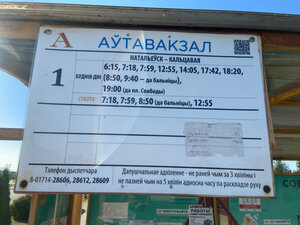 А АЎТАВАКЗАЛ
НАТАЛЬЕЎСК – КАЛЬЦАВАЯ
1
БУДНІЯ ДНІ
6:15, 7:18, 7:59, 12:55, 14:05, 17:42, 18:20,
(8:50, 9:40 – да бальніцы),
19:00 (да пл. Свабоды)
СУБОТА 7:18, 7:59, 8:50 (да бальніцы), 12:55
Тэлефон дыспетчара
8-01714-28606, 28612, 28609
Дапушчальнае адхіленне - не раней чым за 3 хвіліны і
не пазней чым на 5 хвілін адносна часу па раскладзе руху